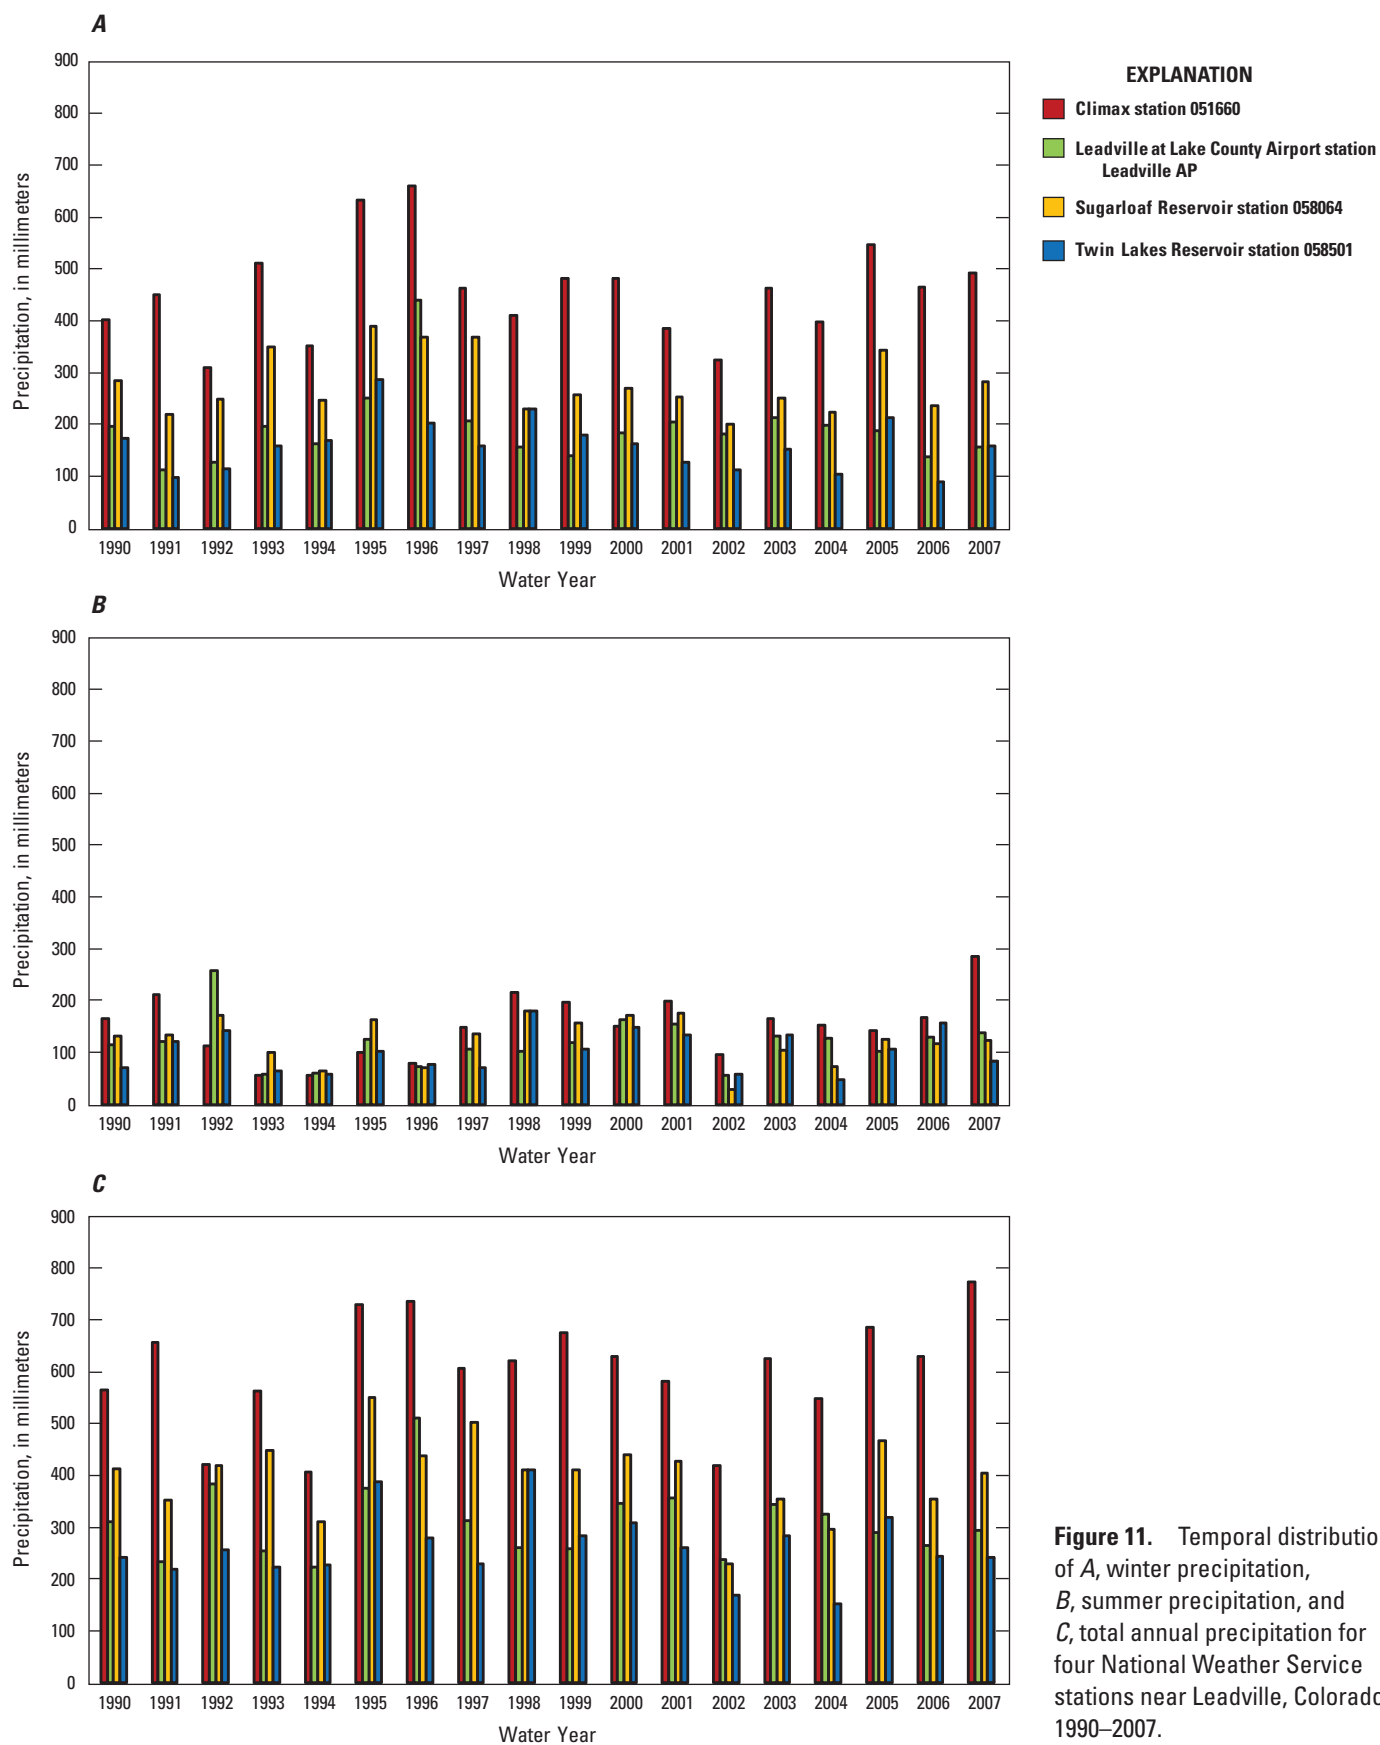 A
900
800
700
600
500
400
300
200
100
0
Precipitation, in millimeters
1990 1991 1992 1993 1994 1995 1996 1997 1998 1999 2000 2001 2002 2003 2004 2005 2006 2007
Water Year
EXPLANATION
Climax station 051660
Leadville at Lake County Airport station
Leadville AP
Sugarloaf Reservoir station 058064
Twin Lakes Reservoir station 058501
B
900
800
700
600
500
400
300
200
100
0
Precipitation, in millimeters
1990 1991 1992 1993 1994 1995 1996 1997 1998 1999 2000 2001 2002 2003 2004 2005 2006 2007
Water Year
C
900
800
700
600
500
400
300
200
100
0
Precipitation, in millimeters
1990 1991 1992 1993 1994 1995 1996 1997 1998 1999 2000 2001 2002 2003 2004 2005 2006 2007
Water Year
Figure 11. Temporal distributio
of A, winter precipitation,
B, summer precipitation, and
C, total annual precipitation for
four National Weather Service
stations near Leadville, Colorado
1990–2007.